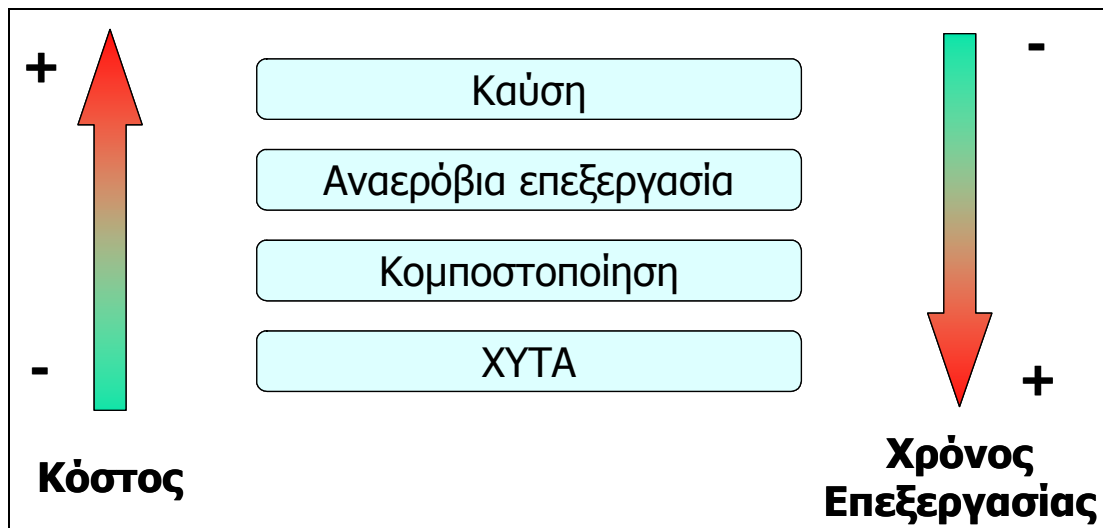 +
-
Καύση
Αναερόβια επεξεργασία
Κομποστοποίηση
ΧΥΤΑ
-
+
Κόστος
Χρόνος
Επεξεργασίας